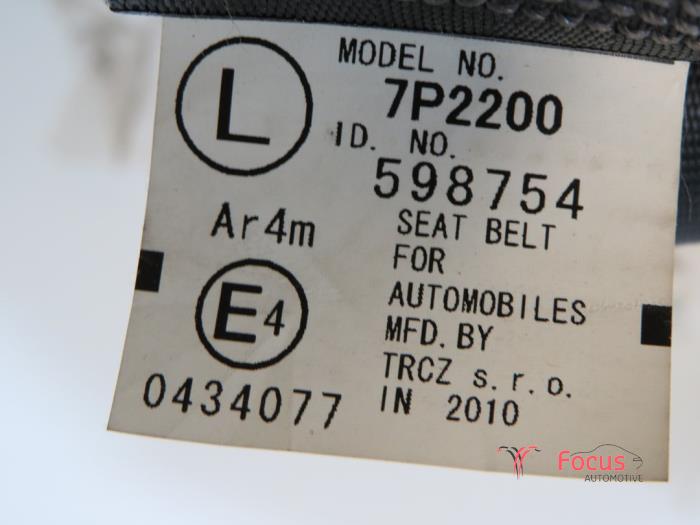 L
MODEL NO.
7P2200
ID. NO.
598754
Ar4m
SEAT BELT
FOR
AUTOMOBILES
MFD. BY
TRCZ s. r. o.
IN 2010
E4
0434077
Focus
AUTOMOTIVE